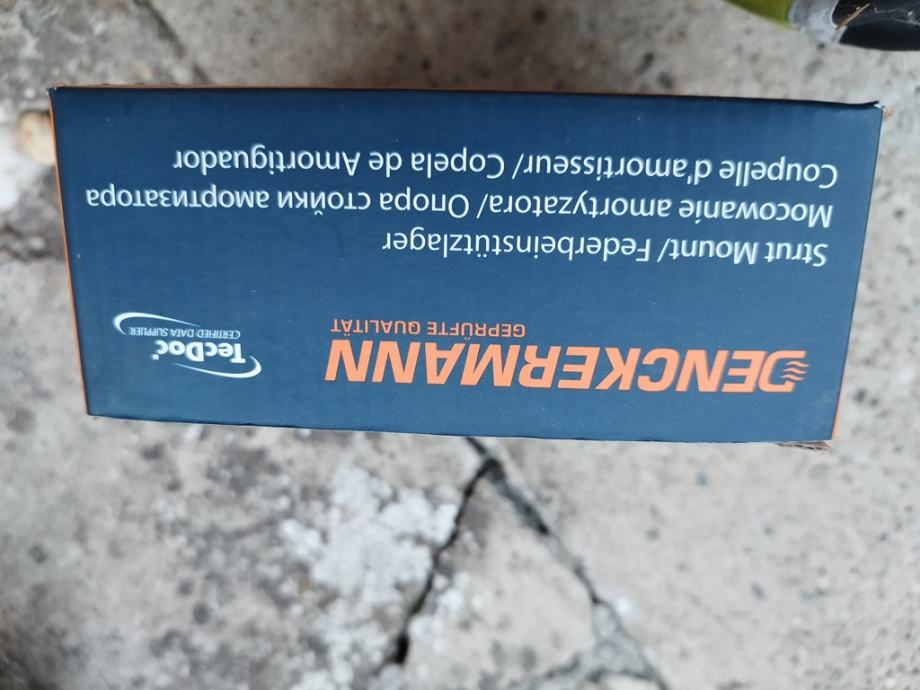 DENCKERMANN
GEPRÜFTE QUALITÄT
TecDoc
CERTIFIED DATA SUPPLIER
Strut Mount/ Federbeinstützlager
Mocowanie amortyzatora/ Опора стойки амортизатора
Coupelle d'amortisseur/ Copela de Amortiguador